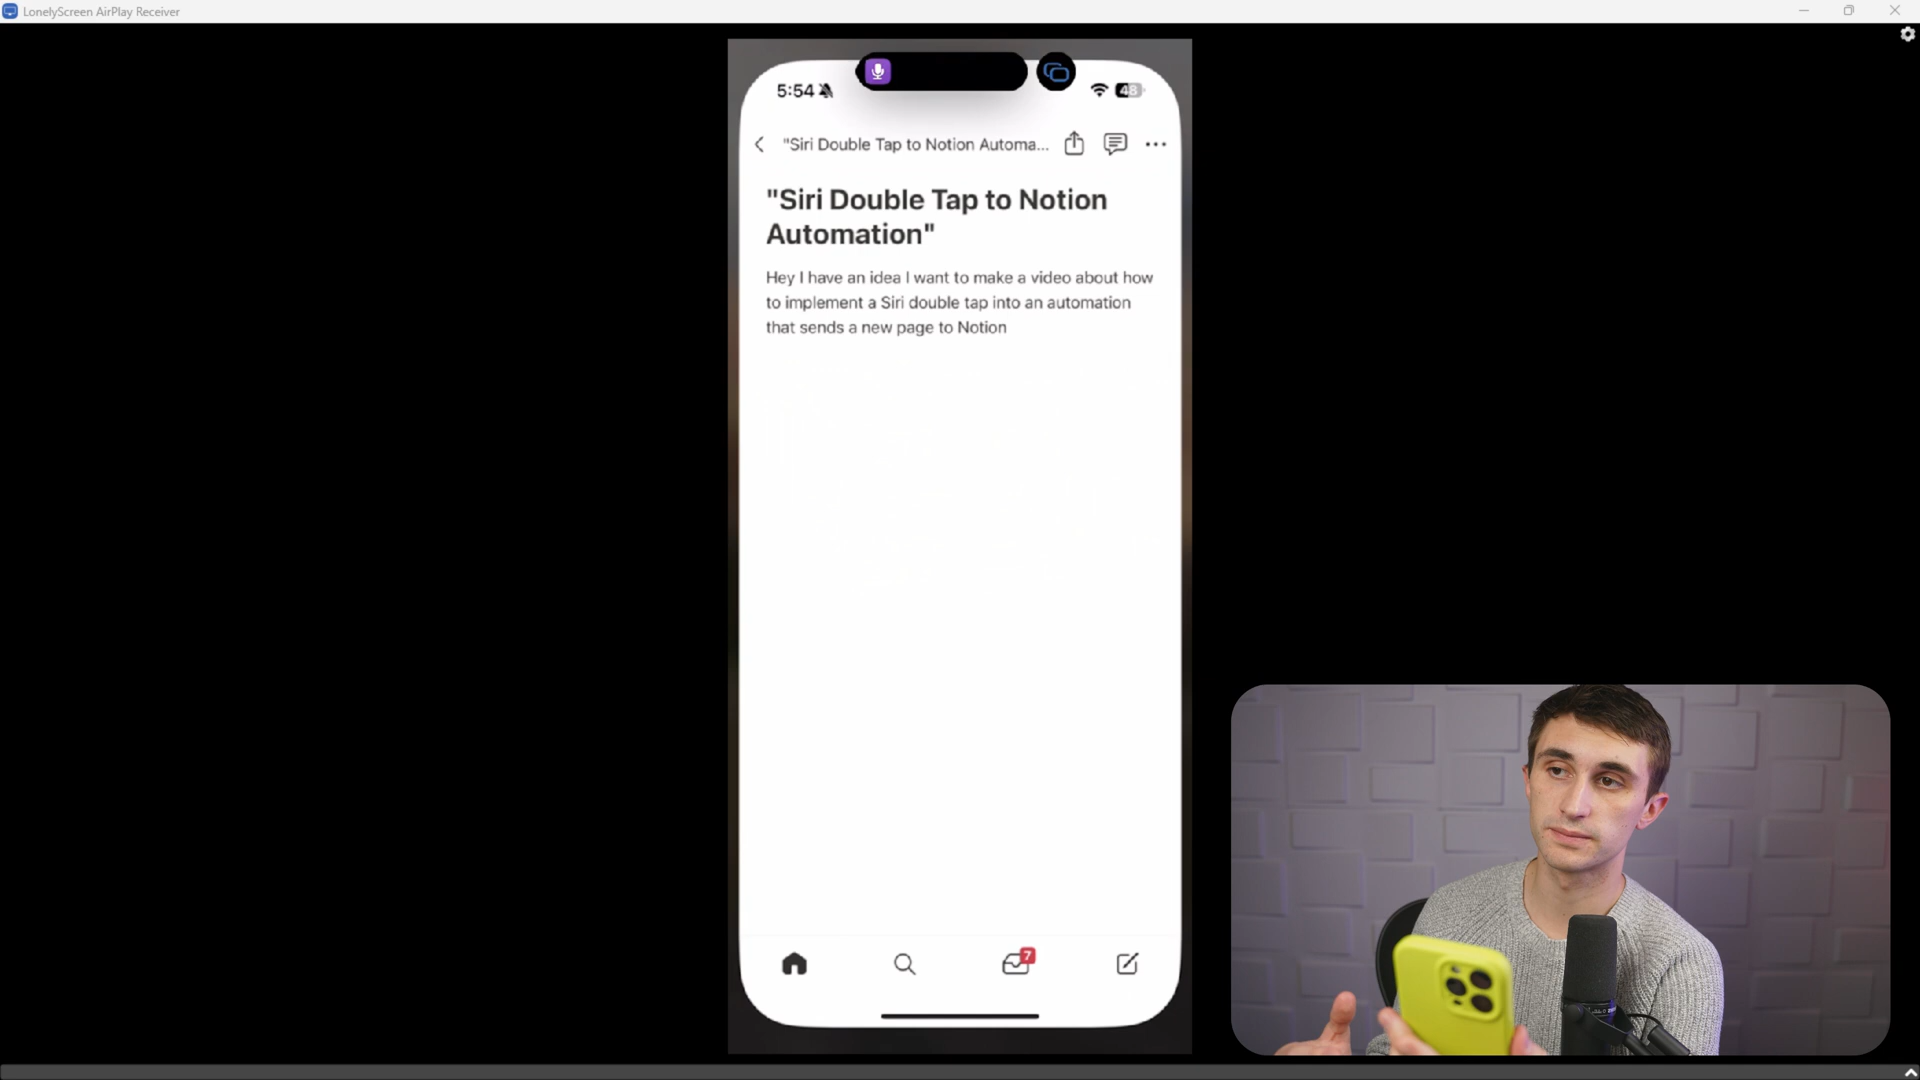 LonelyScreen AirPlay Receiver
5:54
48
"Siri Double Tap to Notion Automa...
"Siri Double Tap to Notion
Automation"
Hey I have an idea I want to make a video about how
to implement a Siri double tap into an automation
that sends a new page to Notion
7